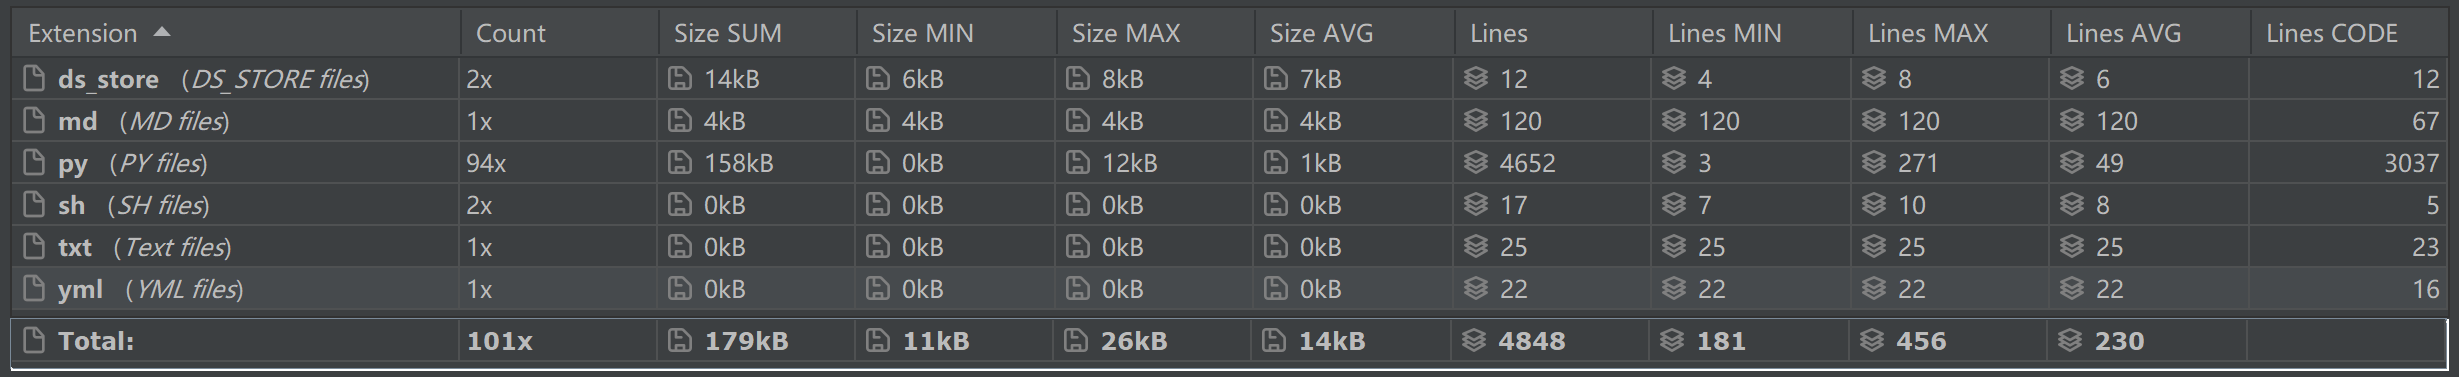 Extension Count Size SUM Size MIN Size MAX Size AVG Lines Lines MIN Lines MAX Lines AVG Lines CODE
ds_store (DS_STORE files) 2x 14kB 6kB 8kB 7kB 12 4 8 6 12
md (MD files) 1x 4kB 4kB 4kB 4kB 120 120 120 120 67
py (PY files) 94x 158kB 0kB 12kB 1kB 4652 3 271 49 3037
sh (SH files) 2x 0kB 0kB 0kB 0kB 17 7 10 8 5
txt (Text files) 1x 0kB 0kB 0kB 0kB 25 25 25 25 23
yml (YML files) 1x 0kB 0kB 0kB 0kB 22 22 22 22 16
Total: 101x 179kB 11kB 26kB 14kB 4848 181 456 230